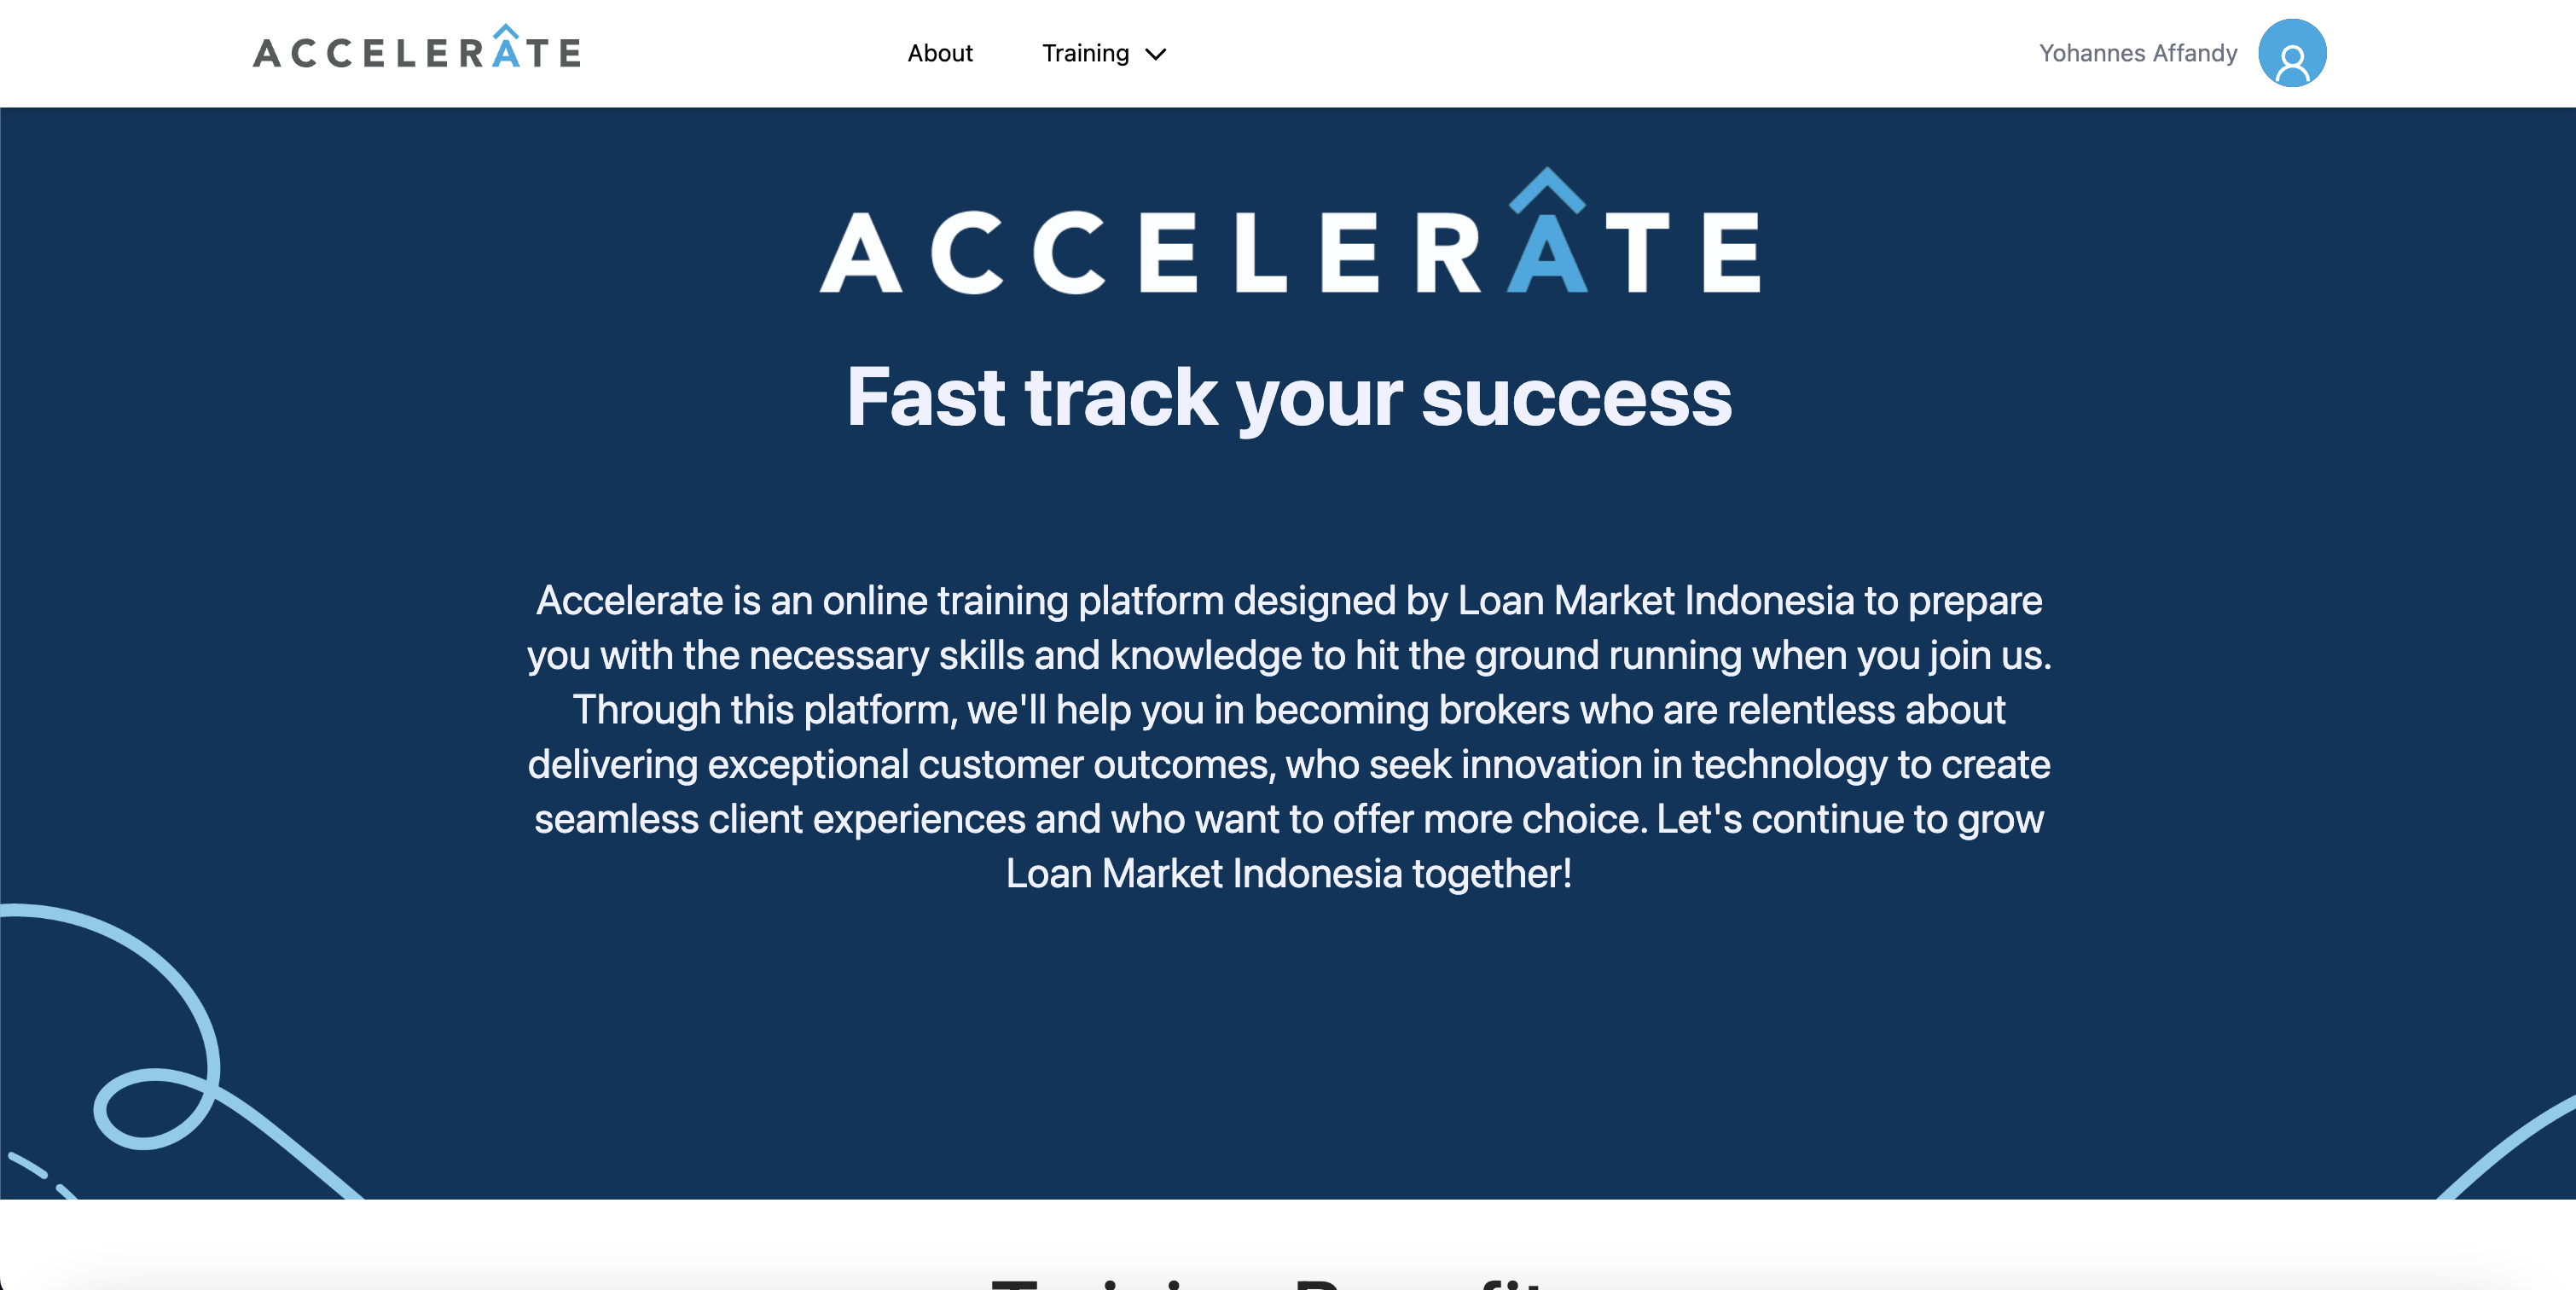 ACCELERÂTE
About
Training
Yohannes Affandy
ACCELERÂTE
Fast track your success
Accelerate is an online training platform designed by Loan Market Indonesia to prepare
you with the necessary skills and knowledge to hit the ground running when you join us.
Through this platform, we'll help you in becoming brokers who are relentless about
delivering exceptional customer outcomes, who seek innovation in technology to create
seamless client experiences and who want to offer more choice. Let's continue to grow
Loan Market Indonesia together!
Training Benefit